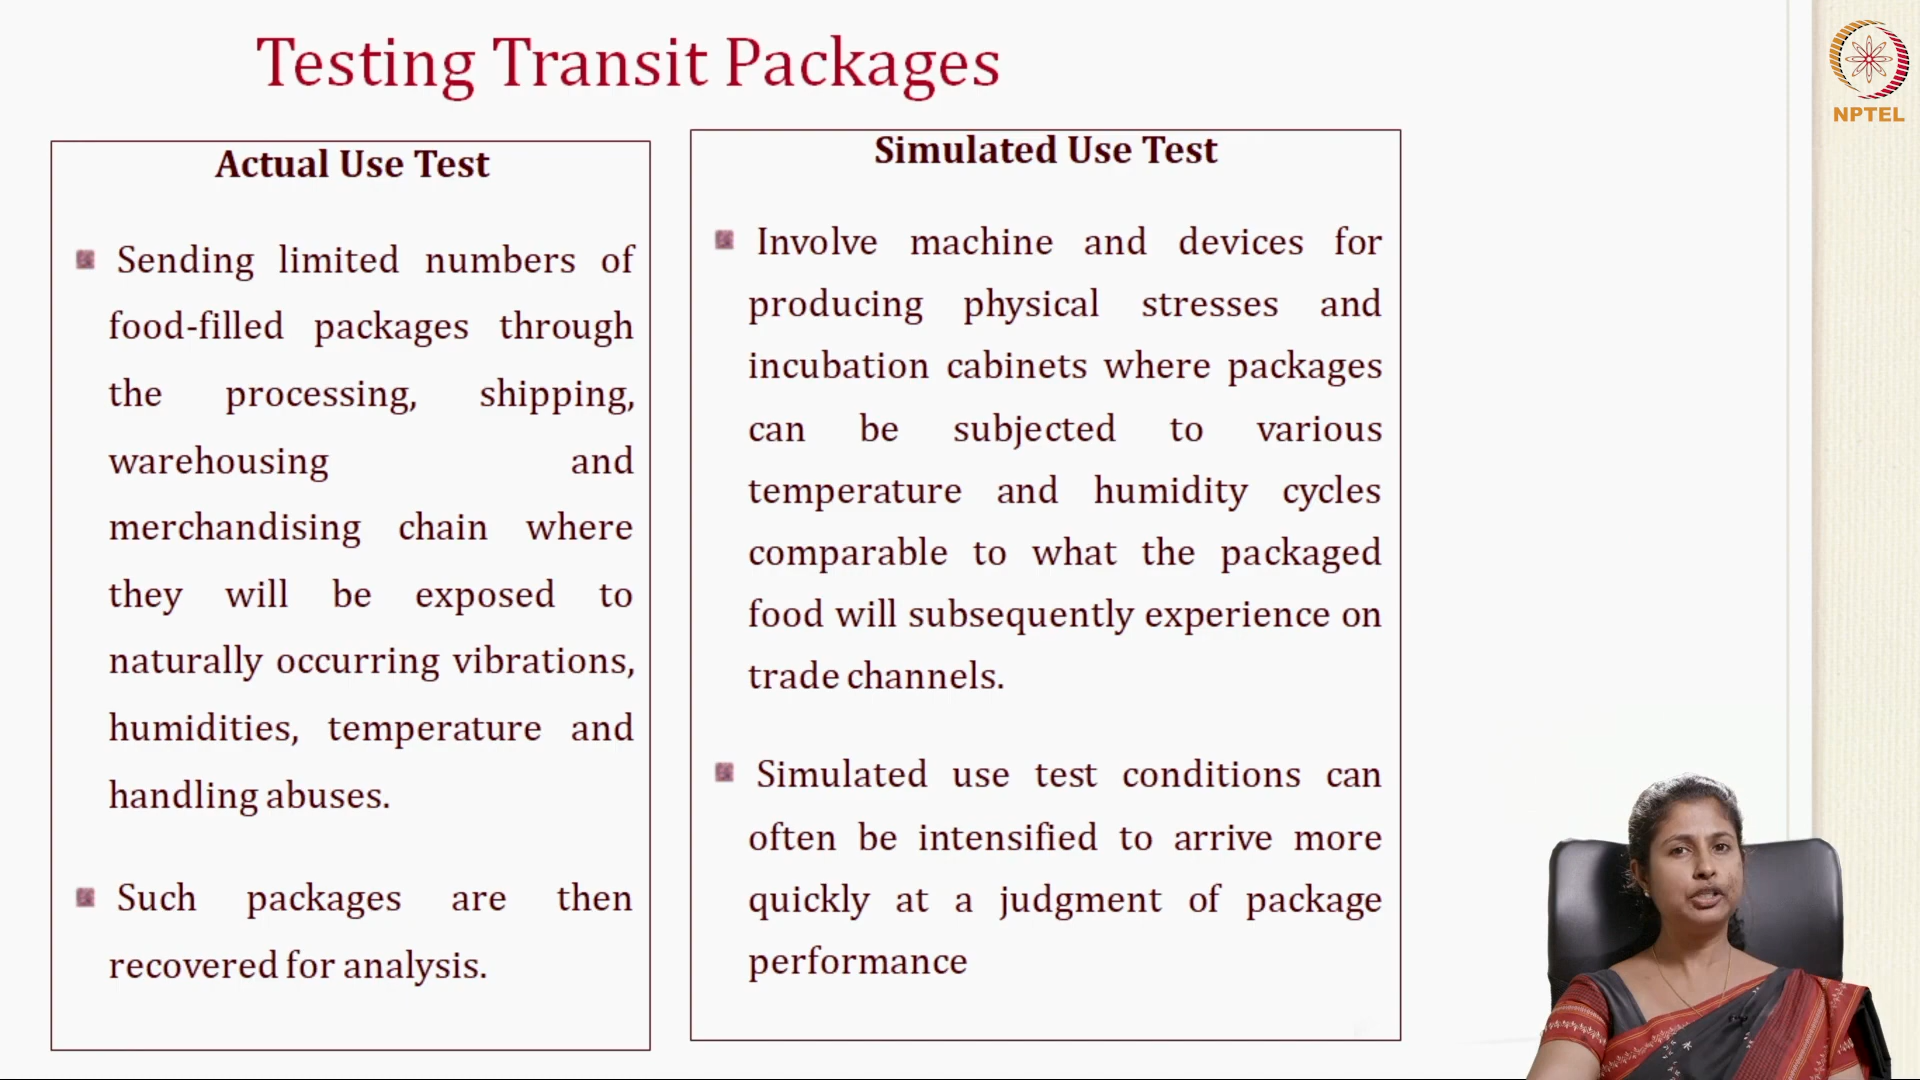 Testing Transit Packages
NPTEL
Actual Use Test
Sending limited numbers of
food-filled packages through
the processing, shipping,
warehousing and
merchandising chain where
they will be exposed to
naturally occurring vibrations,
humidities, temperature and
handling abuses.
Such packages are then
recovered for analysis.
Simulated Use Test
Involve machine and devices for
producing physical stresses and
incubation cabinets where packages
can be subjected to various
temperature and humidity cycles
comparable to what the packaged
food will subsequently experience on
trade channels.
Simulated use test conditions can
often be intensified to arrive more
quickly at a judgment of package
performance